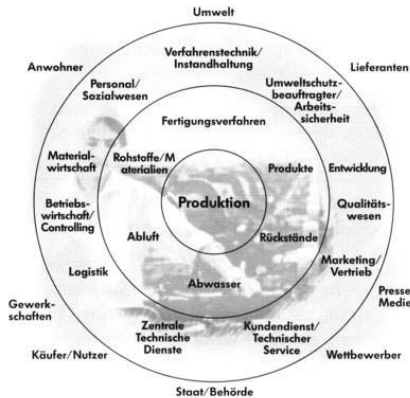 Umwelt
Anwohner
Lieferanten
Verfahrenstechnik/
Instandhaltung
Personal/
Sozialwesen
Umweltschutz-
beauftragter/
Arbeits-
sicherheit
Fertigungsverfahren
Material-
wirtschaft
Rohstoffe/M
aterialien
Produkte
Entwicklung
Betriebs-
wirtschaft/
Controlling
Produktion
Qualitäts-
wesen
Abluft
Rückstände
Logistik
Abwasser
Marketing/
Vertrieb
Gewerk-
schaften
Presse
Medie
Zentrale
Technische
Dienste
Kundendienst/
Technischer
Service
Käufer/Nutzer
Wettbewerber
Staat/Behörde